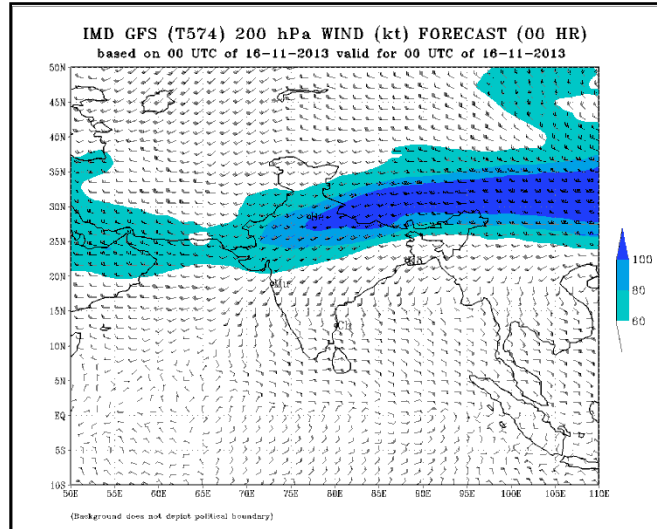 IMD GFS (T574) 200 hPa WIND (kt) FORECAST (00 HR)
based on 00 UTC of 16-11-2013 valid for 00 UTC of 16-11-2013
50N
45N
40N
35N
30N
25N
20N
15N
10N
5N
EQ
5S
10S
50E 55E 60E 65E 70E 75E 80E 85E 90E 95E 100E 105E 110E
100
80
60
(Background does not depict political boundary)